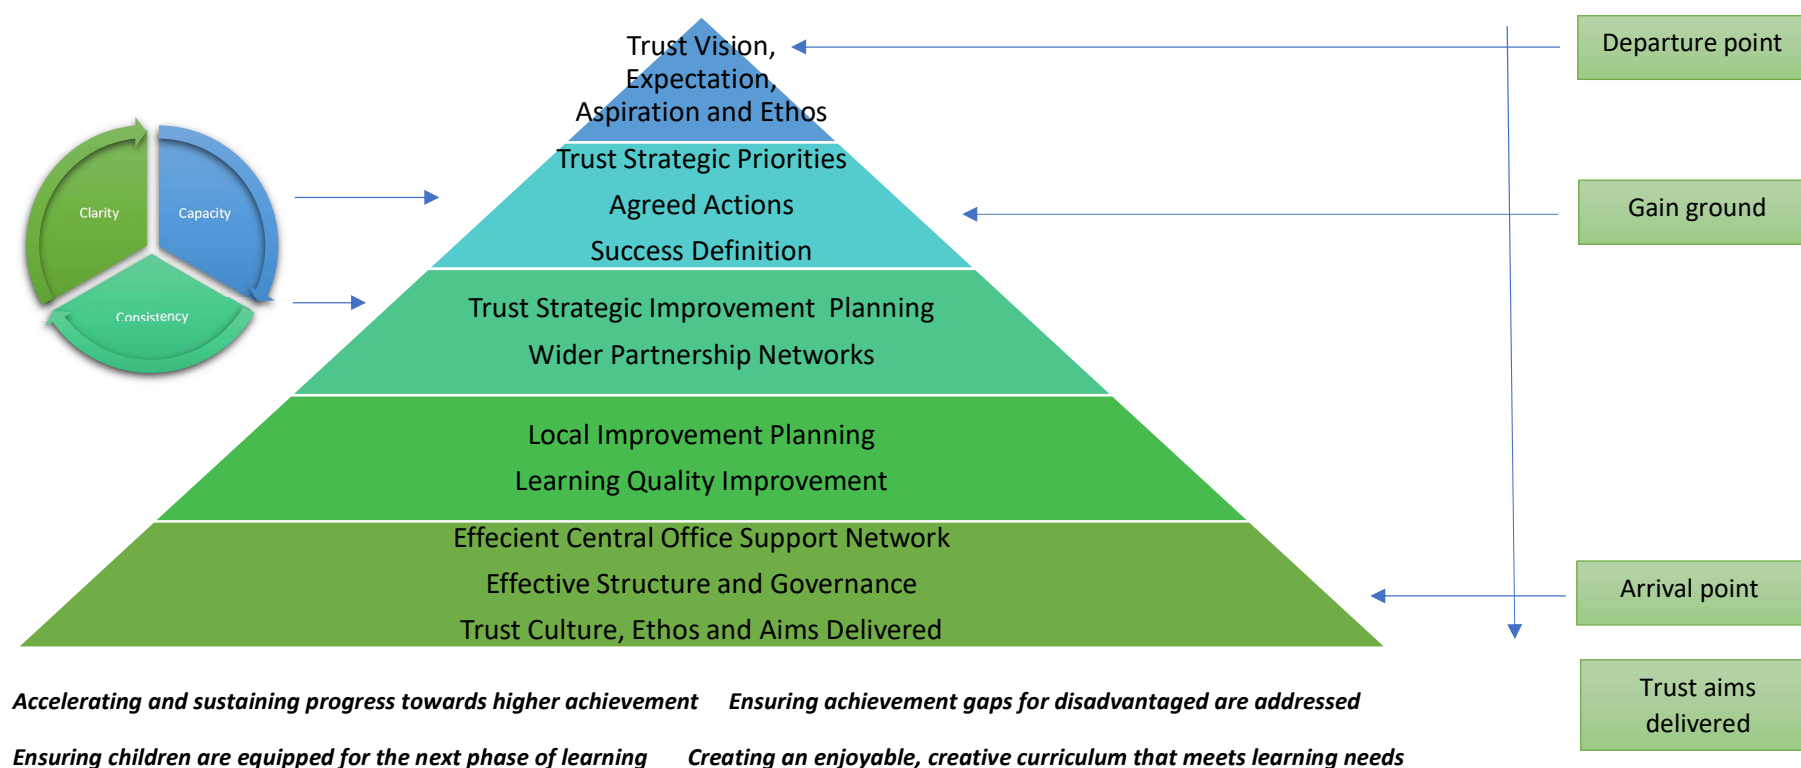 Trust Vision,
Expectation,
Aspiration and Ethos
Departure point
Trust Strategic Priorities
Agreed Actions
Success Definition
Gain ground
Clarity
Capacity
Consistency
Trust Strategic Improvement  Planning
Wider Partnership Networks
Local Improvement Planning
Learning Quality Improvement
Effecient Central Office Support Network
Effective Structure and Governance
Trust Culture, Ethos and Aims Delivered
Arrival point
Trust aims
delivered
Accelerating and sustaining progress towards higher achievement    Ensuring achievement gaps for disadvantaged are addressed
Ensuring children are equipped for the next phase of learning    Creating an enjoyable, creative curriculum that meets learning needs